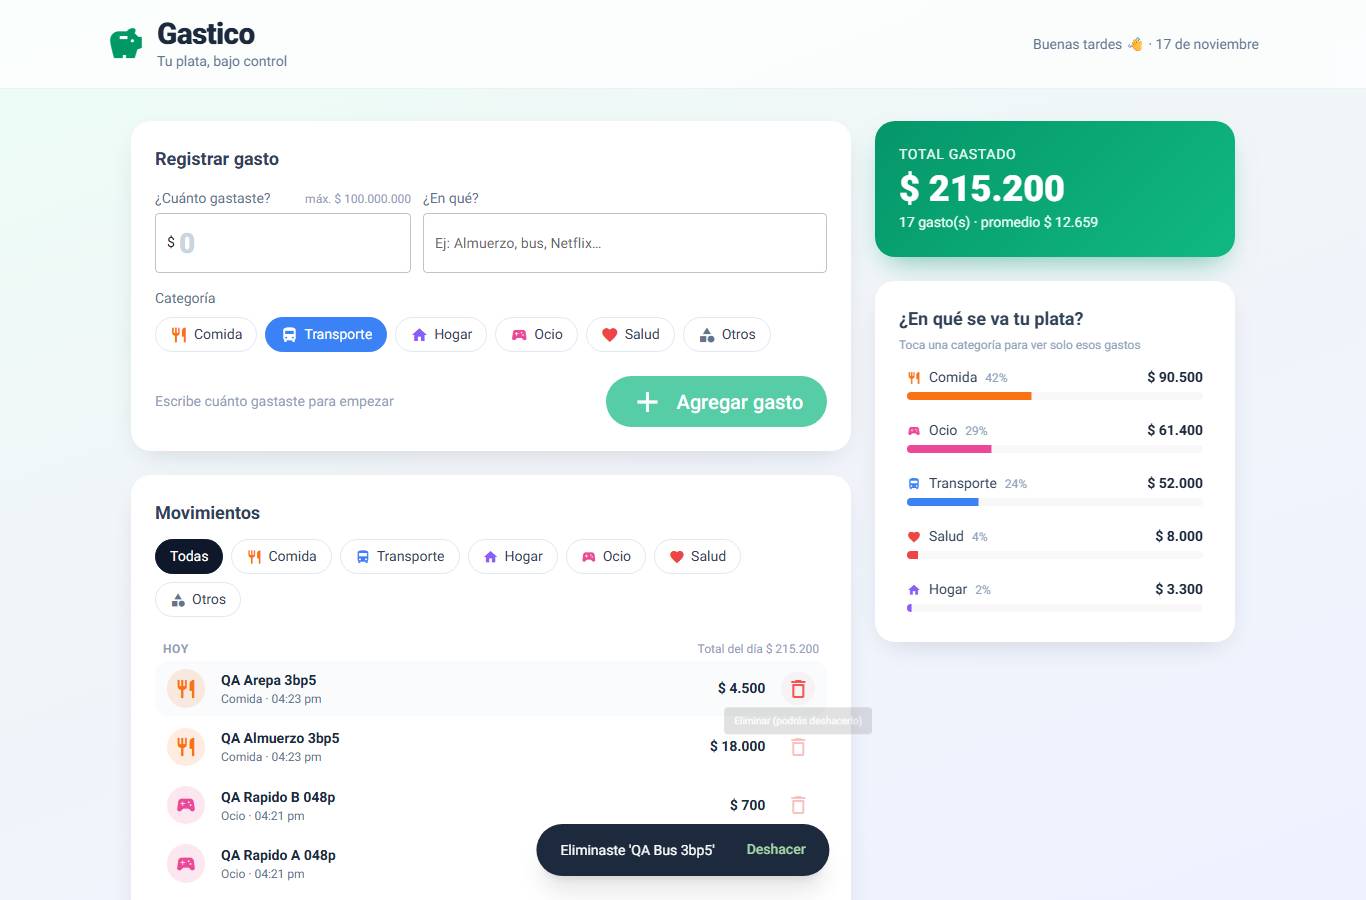 Gastico
Tu plata, bajo control
Buenas tardes 👋 · 17 de noviembre
Registrar gasto
¿Cuánto gastaste?
máx. $ 100.000.000
¿En qué?
$ 0
Ej: Almuerzo, bus, Netflix...
Categoría
Comida
Transporte
Hogar
Ocio
Salud
Otros
Escribe cuánto gastaste para empezar
Agregar gasto
TOTAL GASTADO
$ 215.200
17 gasto(s) · promedio $ 12.659
¿En qué se va tu plata?
Toca una categoría para ver solo esos gastos
Comida 42% $ 90.500
Ocio 29% $ 61.400
Transporte 24% $ 52.000
Salud 4% $ 8.000
Hogar 2% $ 3.300
Movimientos
Todas
Comida
Transporte
Hogar
Ocio
Salud
Otros
HOY
Total del día $ 215.200
QA Arepa 3bp5
Comida · 04:23 pm
$ 4.500
Eliminar (podrás deshacerlo)
QA Almuerzo 3bp5
Comida · 04:23 pm
$ 18.000
QA Rapido B 048p
Ocio · 04:21 pm
$ 700
QA Rapido A 048p
Ocio · 04:21 pm
Eliminaste 'QA Bus 3bp5'
Deshacer